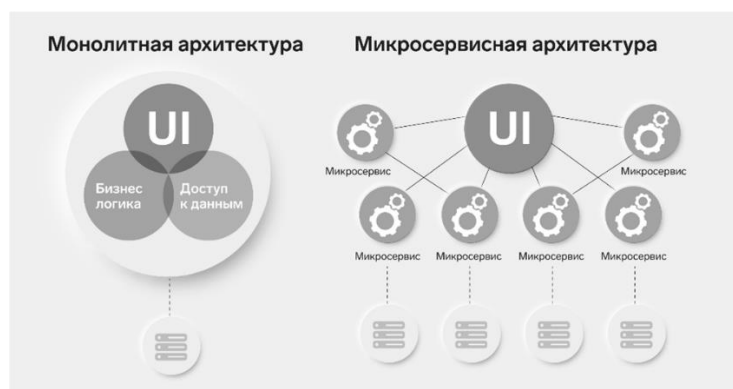 Монолитная архитектура
UI
Бизнес
логика
Доступ
к данным
Микросервисная архитектура
UI
Микросервис
Микросервис
Микросервис
Микросервис
Микросервис
Микросервис